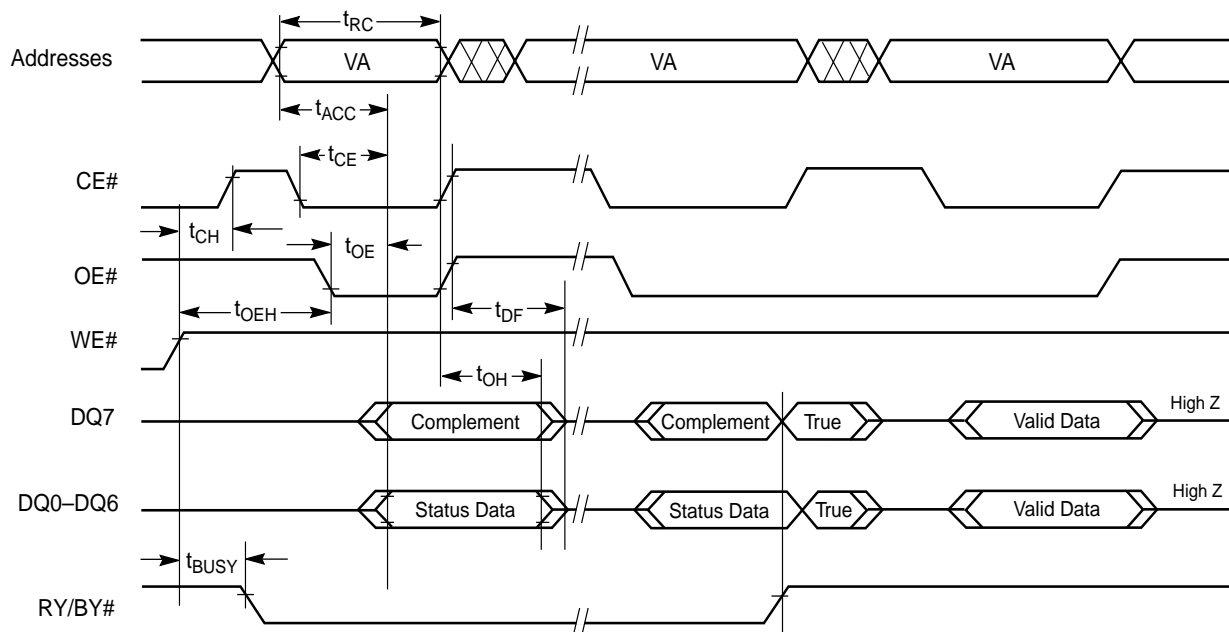 t_RC
Addresses VA VA VA
t_ACC
t_CE
CE#
t_CH t_OE
OE#
t_OEH t_DF
WE#
t_OH
DQ7 Complement Complement True Valid Data High Z
DQ0–DQ6 Status Data Status Data True Valid Data High Z
t_BUSY
RY/BY#